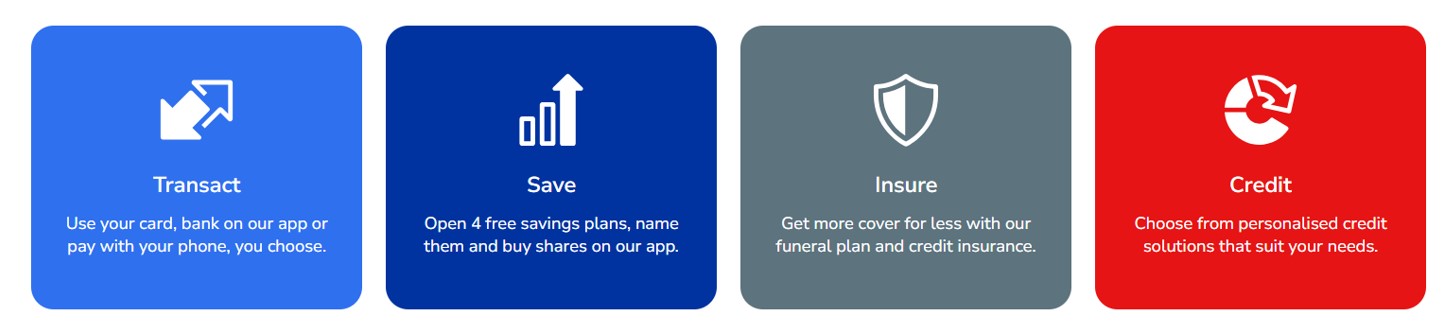 Transact
Use your card, bank on our app or
pay with your phone, you choose.
Save
Open 4 free savings plans, name
them and buy shares on our app.
Insure
Get more cover for less with our
funeral plan and credit insurance.
Credit
Choose from personalised credit
solutions that suit your needs.